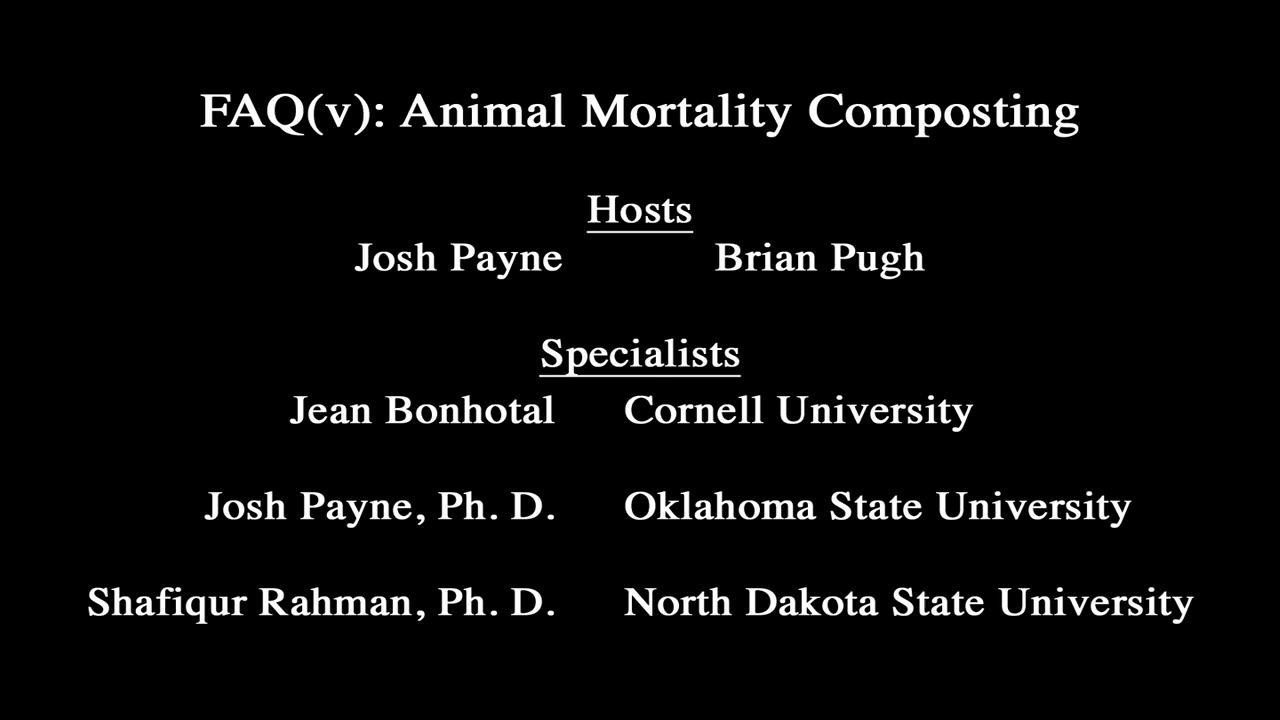 FAQ(v): Animal Mortality Composting
Hosts
Josh Payne Brian Pugh
Specialists
Jean Bonhotal Cornell University
Josh Payne, Ph. D. Oklahoma State University
Shafiqur Rahman, Ph. D. North Dakota State University